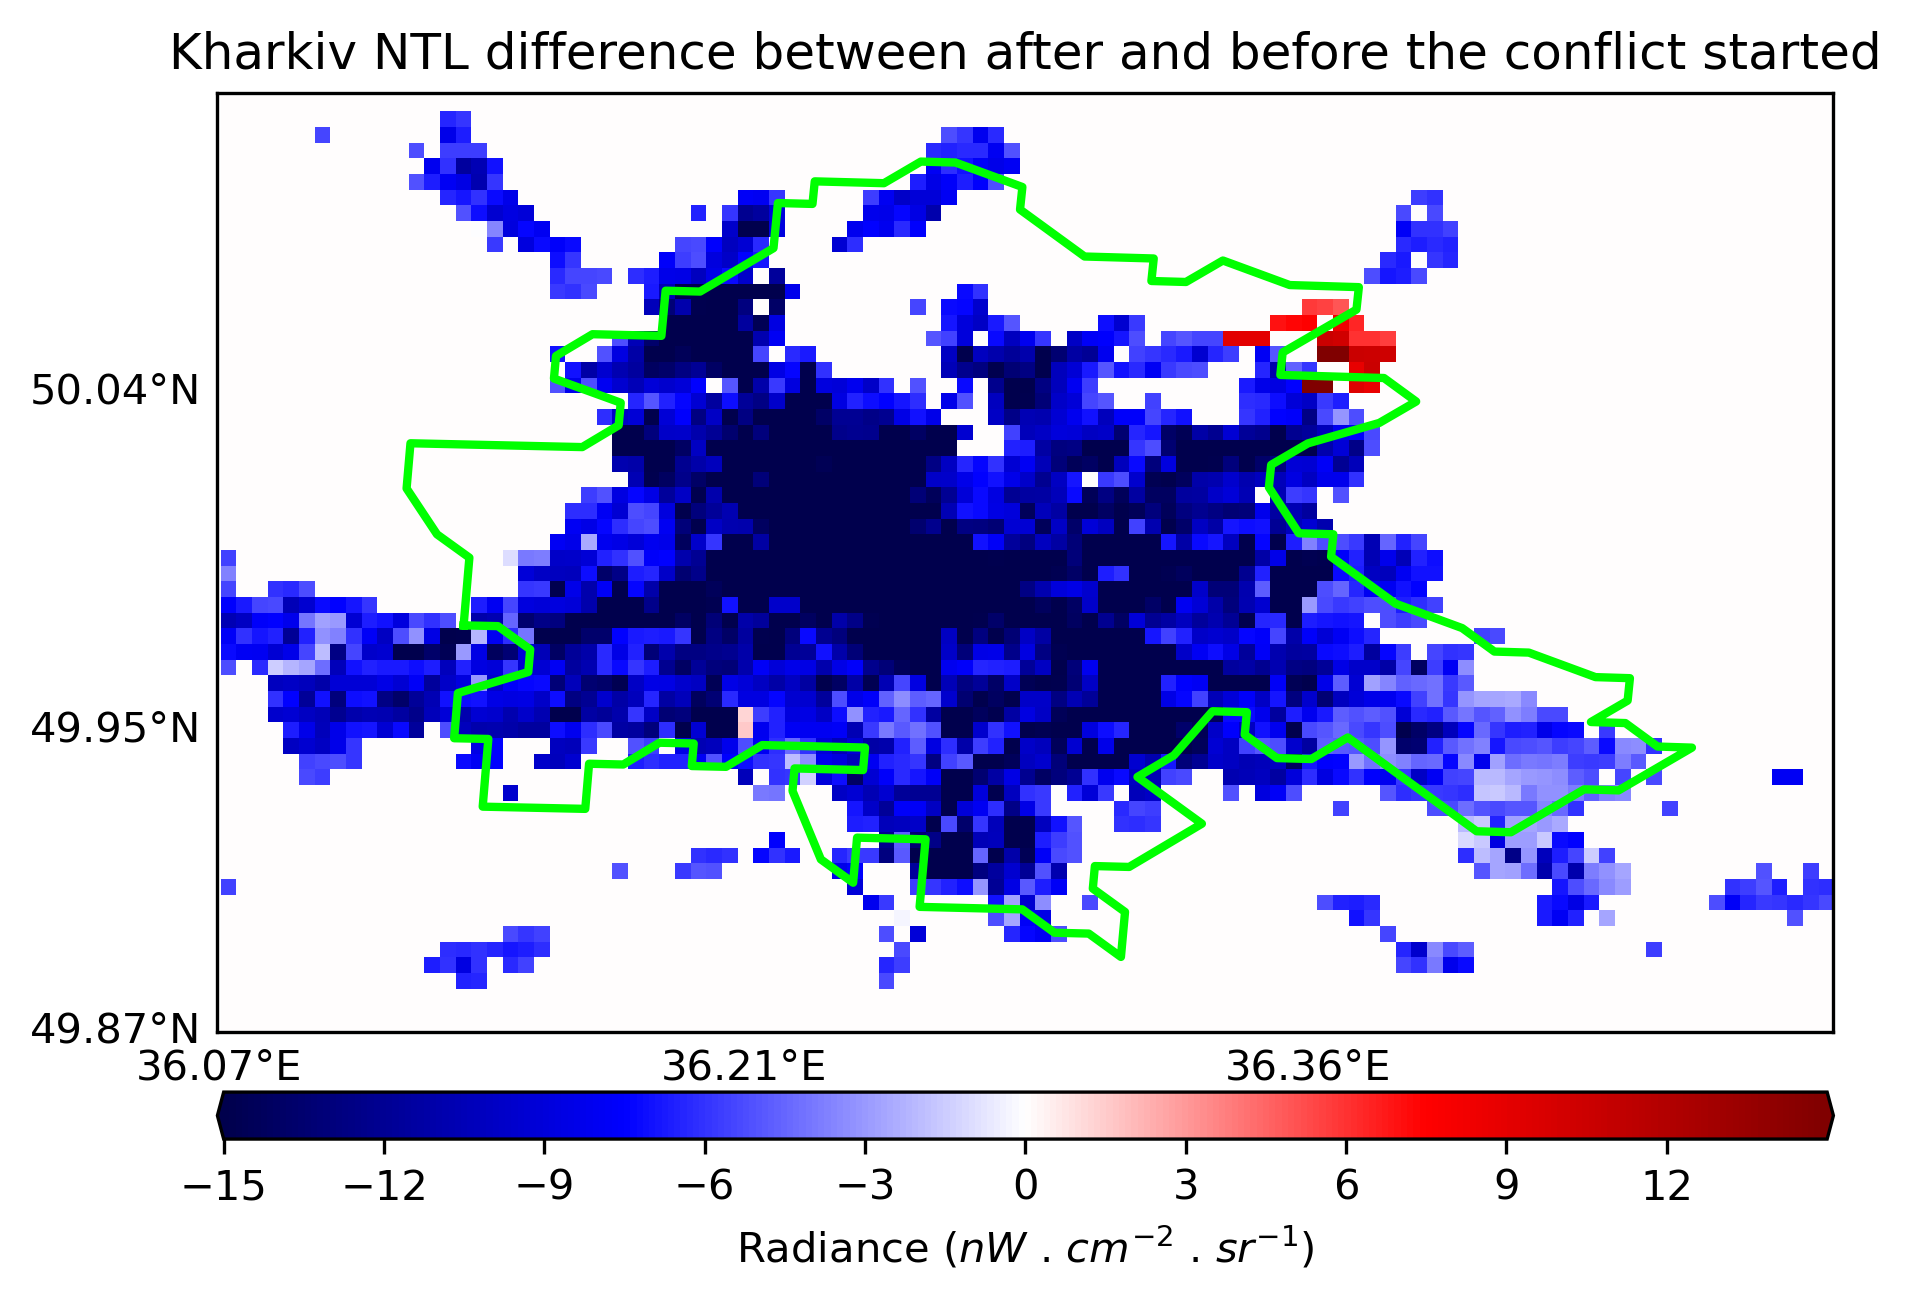 Kharkiv NTL difference between after and before the conflict started
50.04°N
49.95°N
49.87°N
36.07°E 36.21°E 36.36°E
−15 −12 −9 −6 −3 0 3 6 9 12
Radiance (nW . cm⁻² . sr⁻¹)